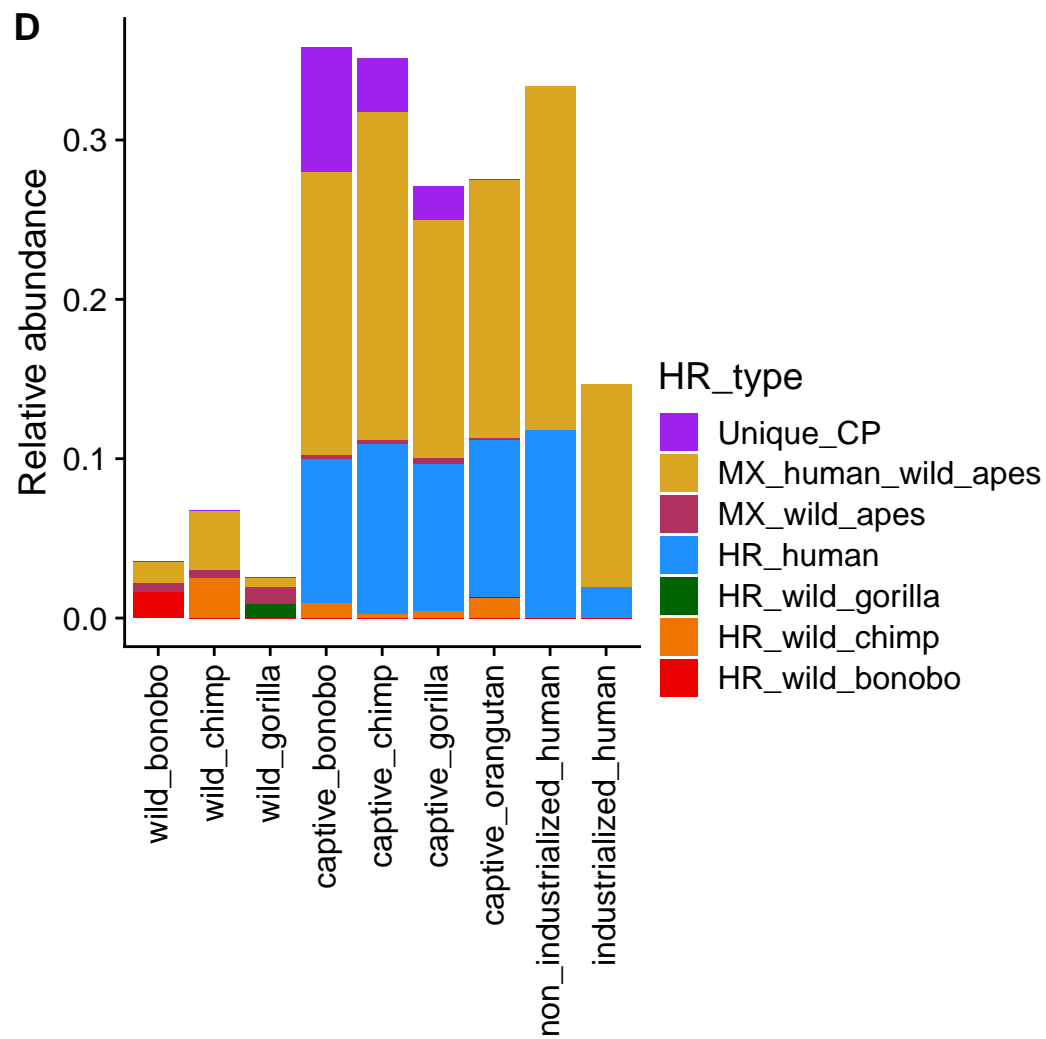 D
Relative abundance
0.3
0.2
0.1
0.0
wild_bonobo
wild_chimp
wild_gorilla
captive_bonobo
captive_chimp
captive_gorilla
captive_orangutan
non_industrialized_human
industrialized_human
HR_type
Unique_CP
MX_human_wild_apes
MX_wild_apes
HR_human
HR_wild_gorilla
HR_wild_chimp
HR_wild_bonobo